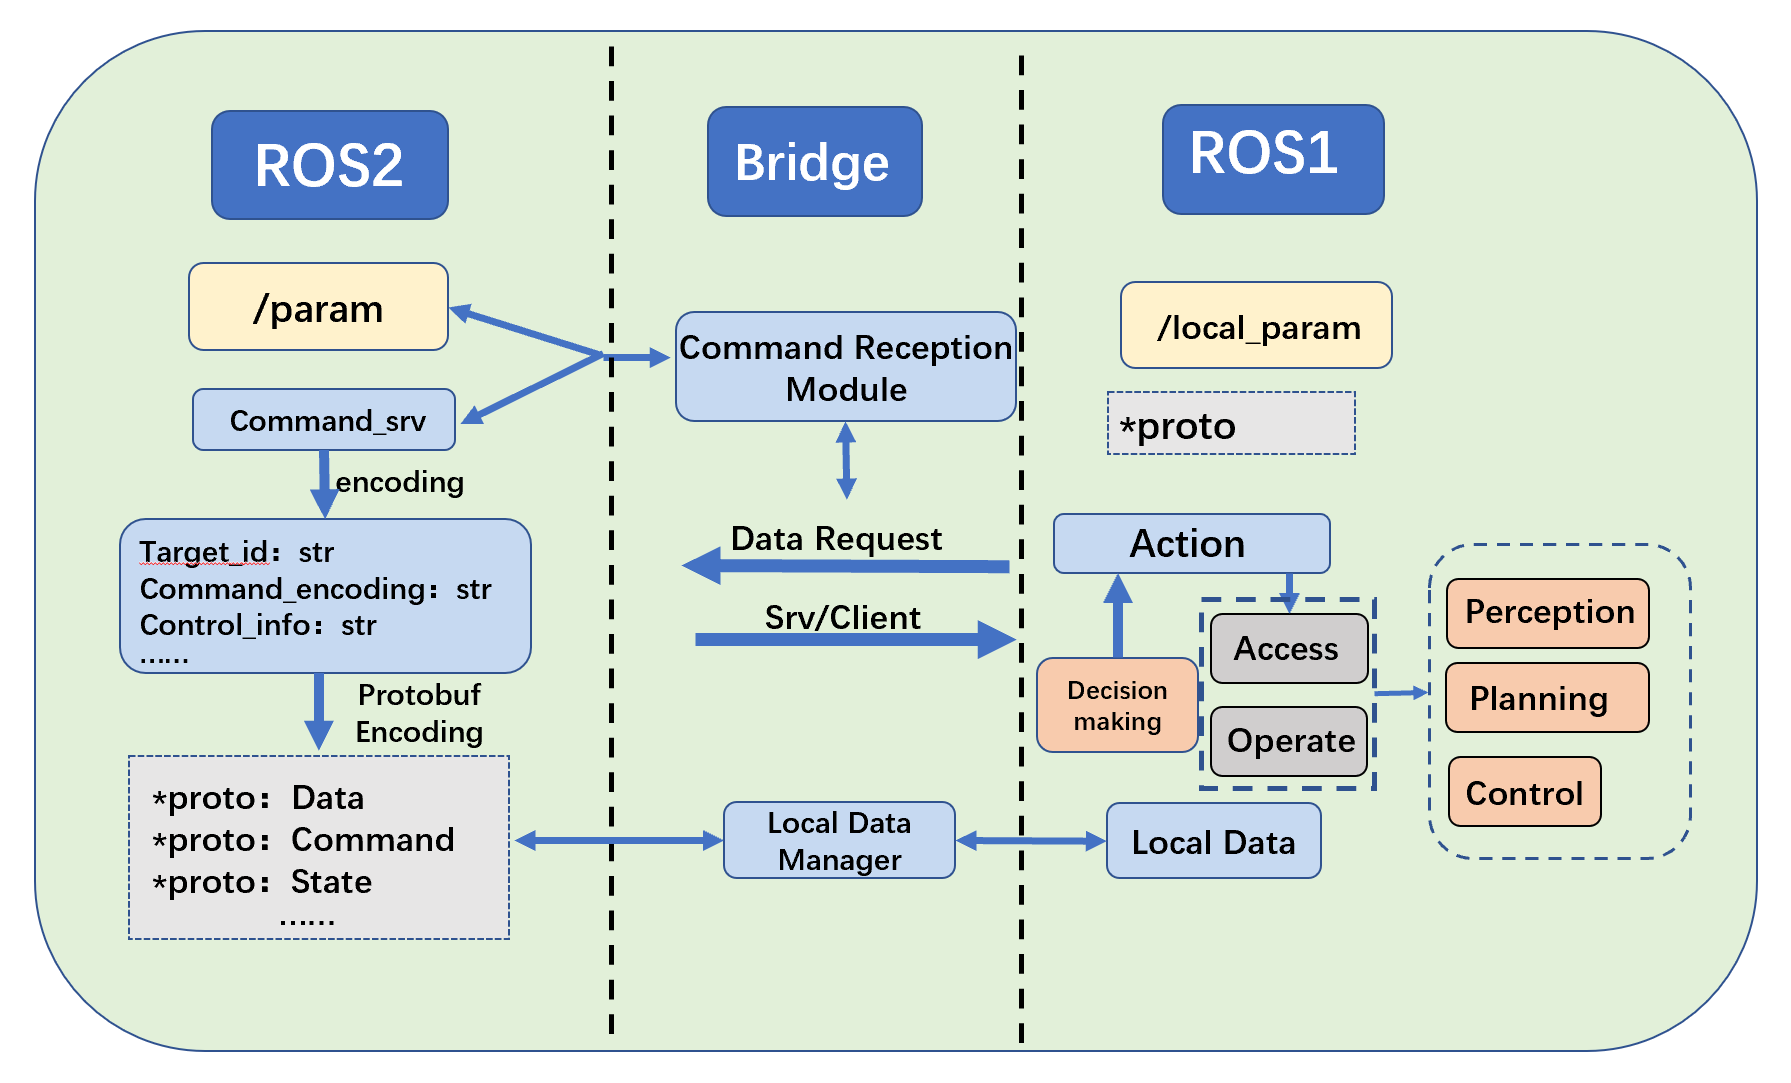 ROS2
/param
Command_srv
encoding
Target_id：str
Command_encoding：str
Control_info：str
……
Protobuf
Encoding
*proto：Data
*proto：Command
*proto：State
……
Bridge
Command Reception
Module
Data Request
Srv/Client
Local Data
Manager
ROS1
/local_param
*proto
Action
Decision
making
Access
Operate
Local Data
Perception
Planning
Control